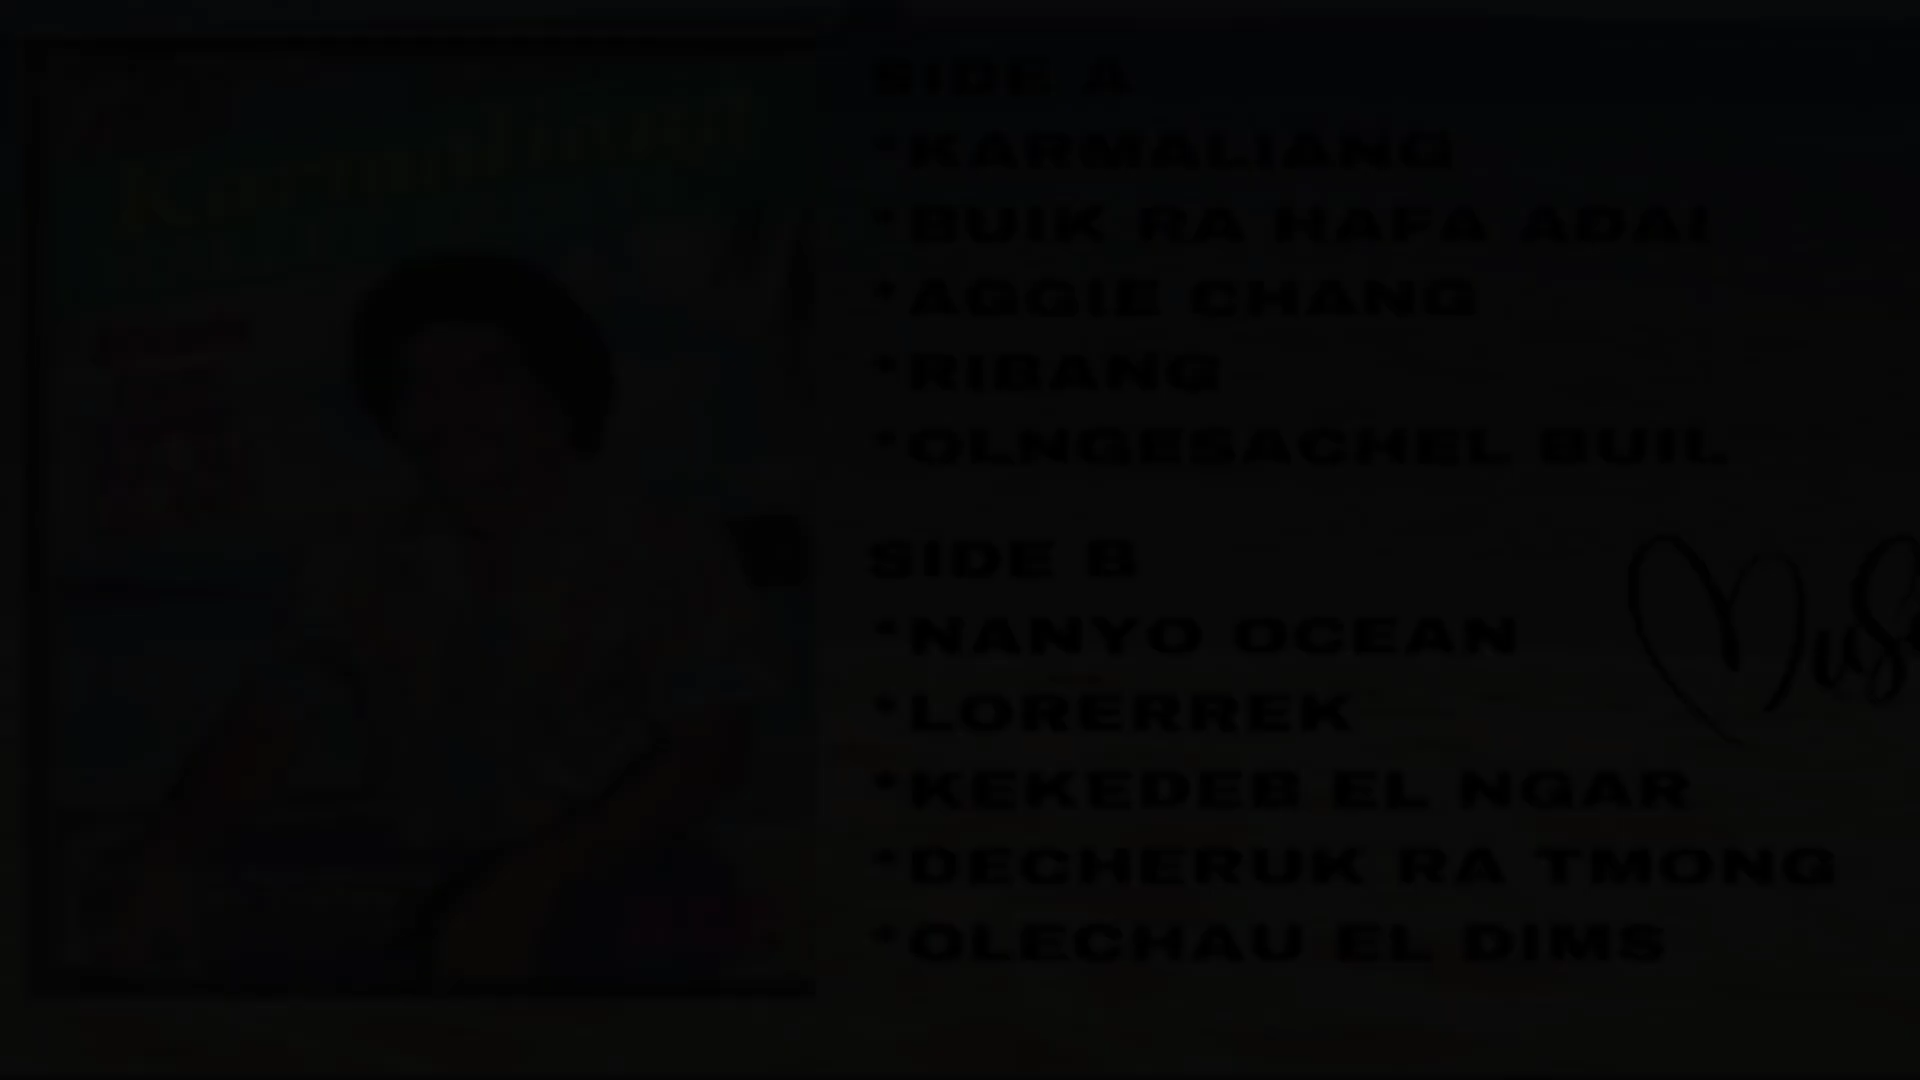 Karmaliang
SIDE A
*KARMALIANG
*BUIK RA HAFA ADAI
*AGGIE CHANG
*RIBANG
*OLNGESACHEL BUIL
SIDE B
*NANYO OCEAN
*LORERREK
*KEKEDEB EL NGAR
*DECHERUK RA TMONG
*OLECHAU EL DIMS